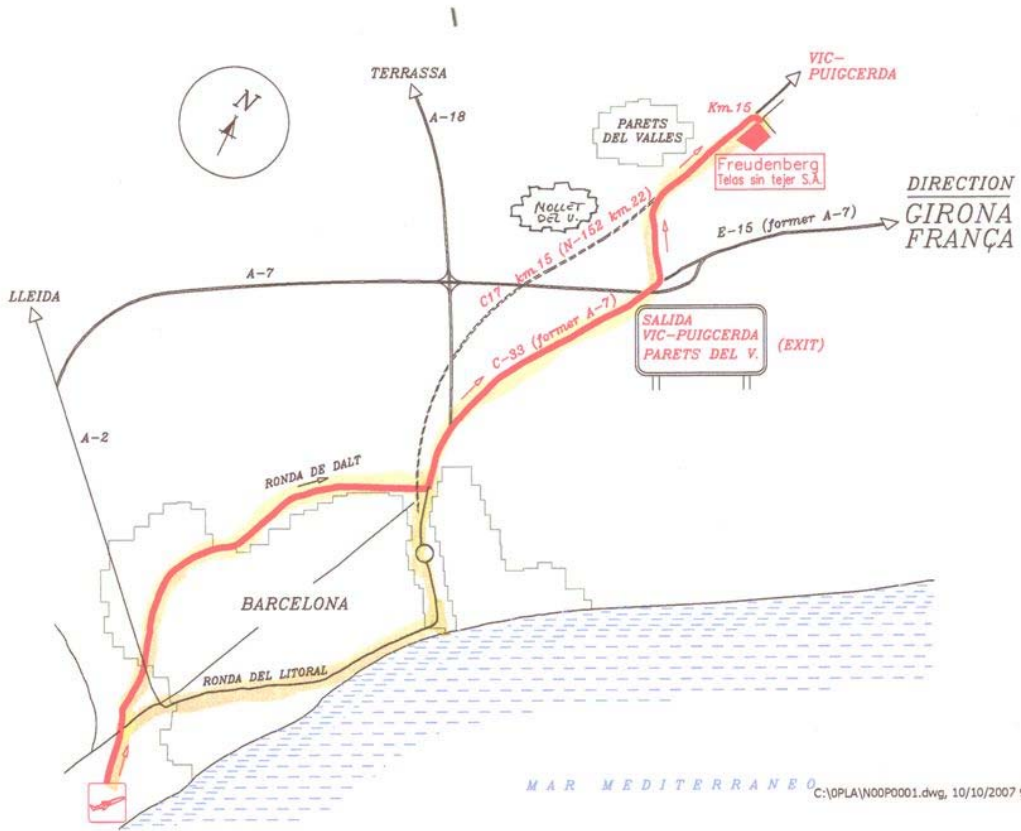 VIC-
PUIGCERDA
TERRASSA
N
Km.15
A-18
PARETS
DEL VALLES
Freudenberg
Telas sin tejer S.A.
DIRECTION
GIRONA
FRANÇA
MOLLET
DEL V.
C17 km.15 (N-152 km.22)
E-15 (former A-7)
A-7
LLEIDA
SALIDA
VIC-PUIGCERDA
PARETS DEL V.
(EXIT)
C-33 (former A-7)
A-2
RONDA DE DALT
BARCELONA
RONDA DEL LITORAL
MAR MEDITERRANEO
C:\0PLA\N00P0001.dwg, 10/10/2007